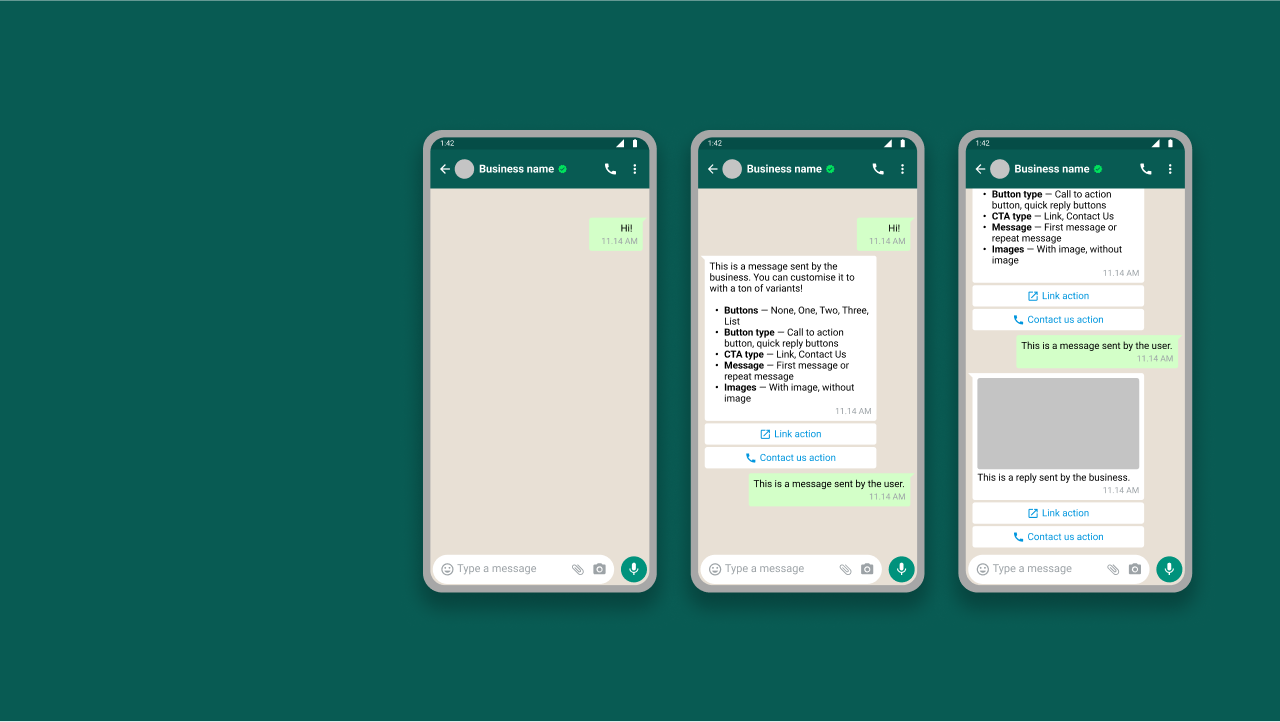 1:42
Business name
Hi!
11.14 AM
Type a message
1:42
Business name
Hi!
11.14 AM
This is a message sent by the
business. You can customise it to
with a ton of variants!
• Buttons — None, One, Two, Three,
List
• Button type — Call to action
button, quick reply buttons
• CTA type — Link, Contact Us
• Message — First message or
repeat message
• Images — With image, without
image
11.14 AM
Link action
Contact us action
This is a message sent by the user.
11.14 AM
Type a message
1:42
Business name
• Button type — Call to action
button, quick reply buttons
• CTA type — Link, Contact Us
• Message — First message or
repeat message
• Images — With image, without
image
11.14 AM
Link action
Contact us action
This is a message sent by the user.
11.14 AM
This is a reply sent by the business.
11.14 AM
Link action
Contact us action
Type a message